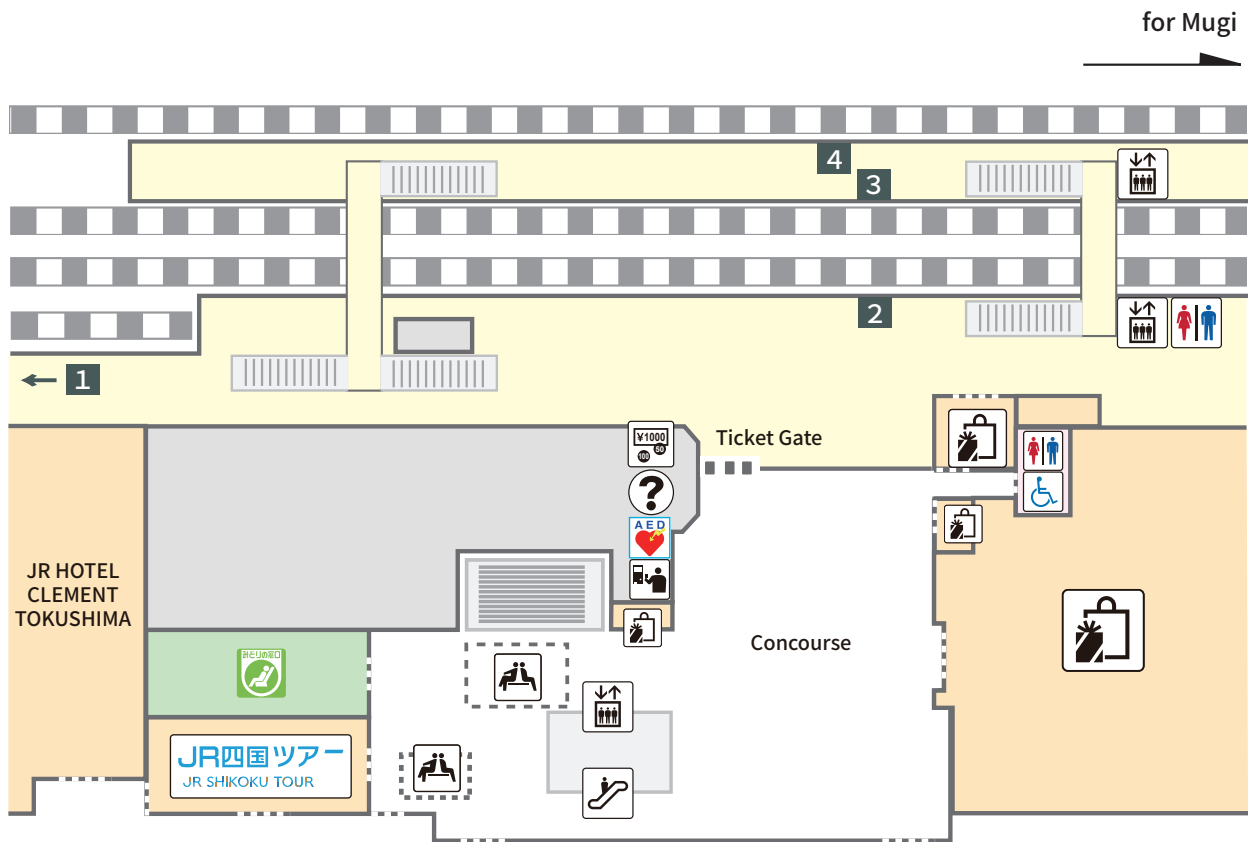 for Mugi
4
3
2
1
Ticket Gate
¥1000
50
100
?
AED
JR HOTEL
CLEMENT
TOKUSHIMA
Concourse
みどりの窓口
JR四国ツアー
JR SHIKOKU TOUR